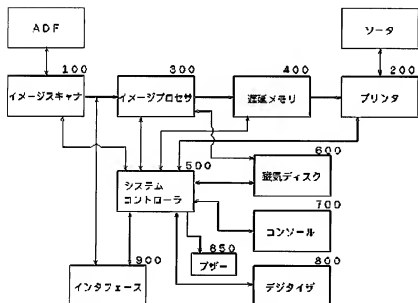 ADF
ソータ
100
300
400
200
イメージスキャナ
イメージプロセサ
遅延メモリ
プリンタ
500
600
システム
コントローラ
磁気ディスク
700
コンソール
650
ブザー
900
800
インタフェース
デジタイザ